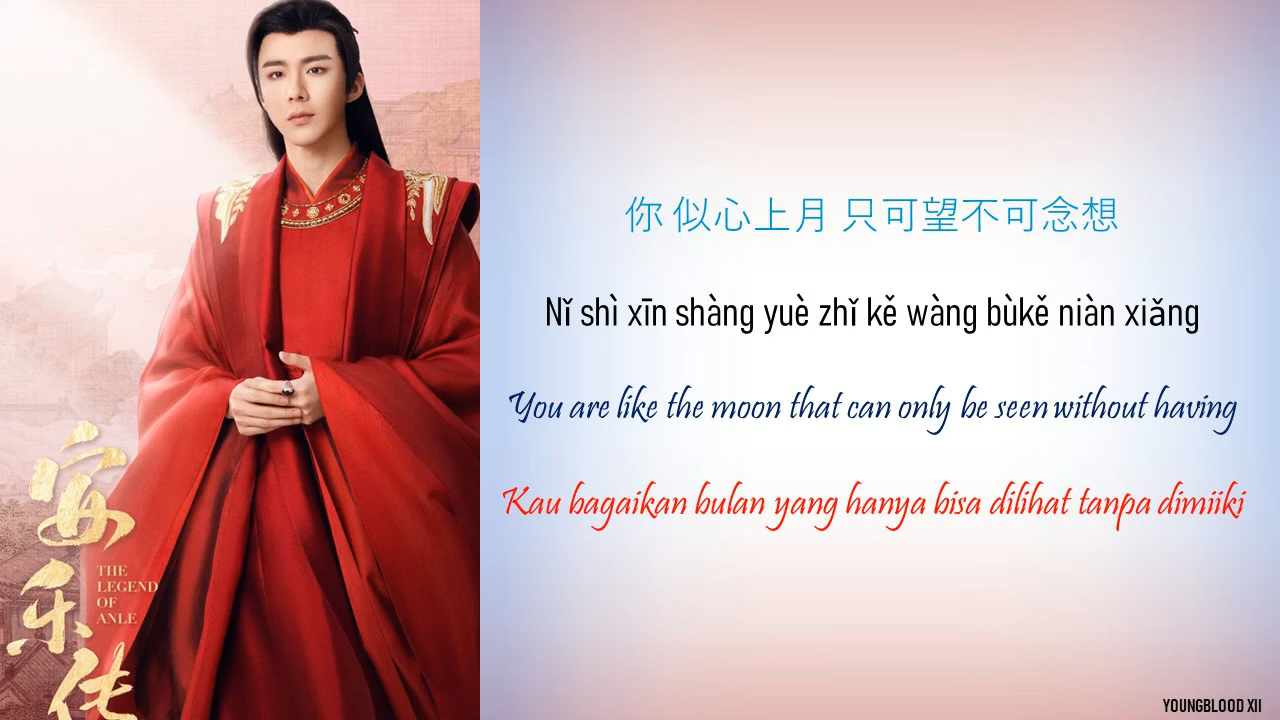 安乐传
THE
LEGEND
OF
ANLE
你 似心上月 只可望不可念想
Nǐ shì xīn shàng yuè zhǐ kě wàng bùkě niàn xiǎng
You are like the moon that can only be seen without having
Kau bagaikan bulan yang hanya bisa dilihat tanpa dimiiki
YOUNGBLOOD XII